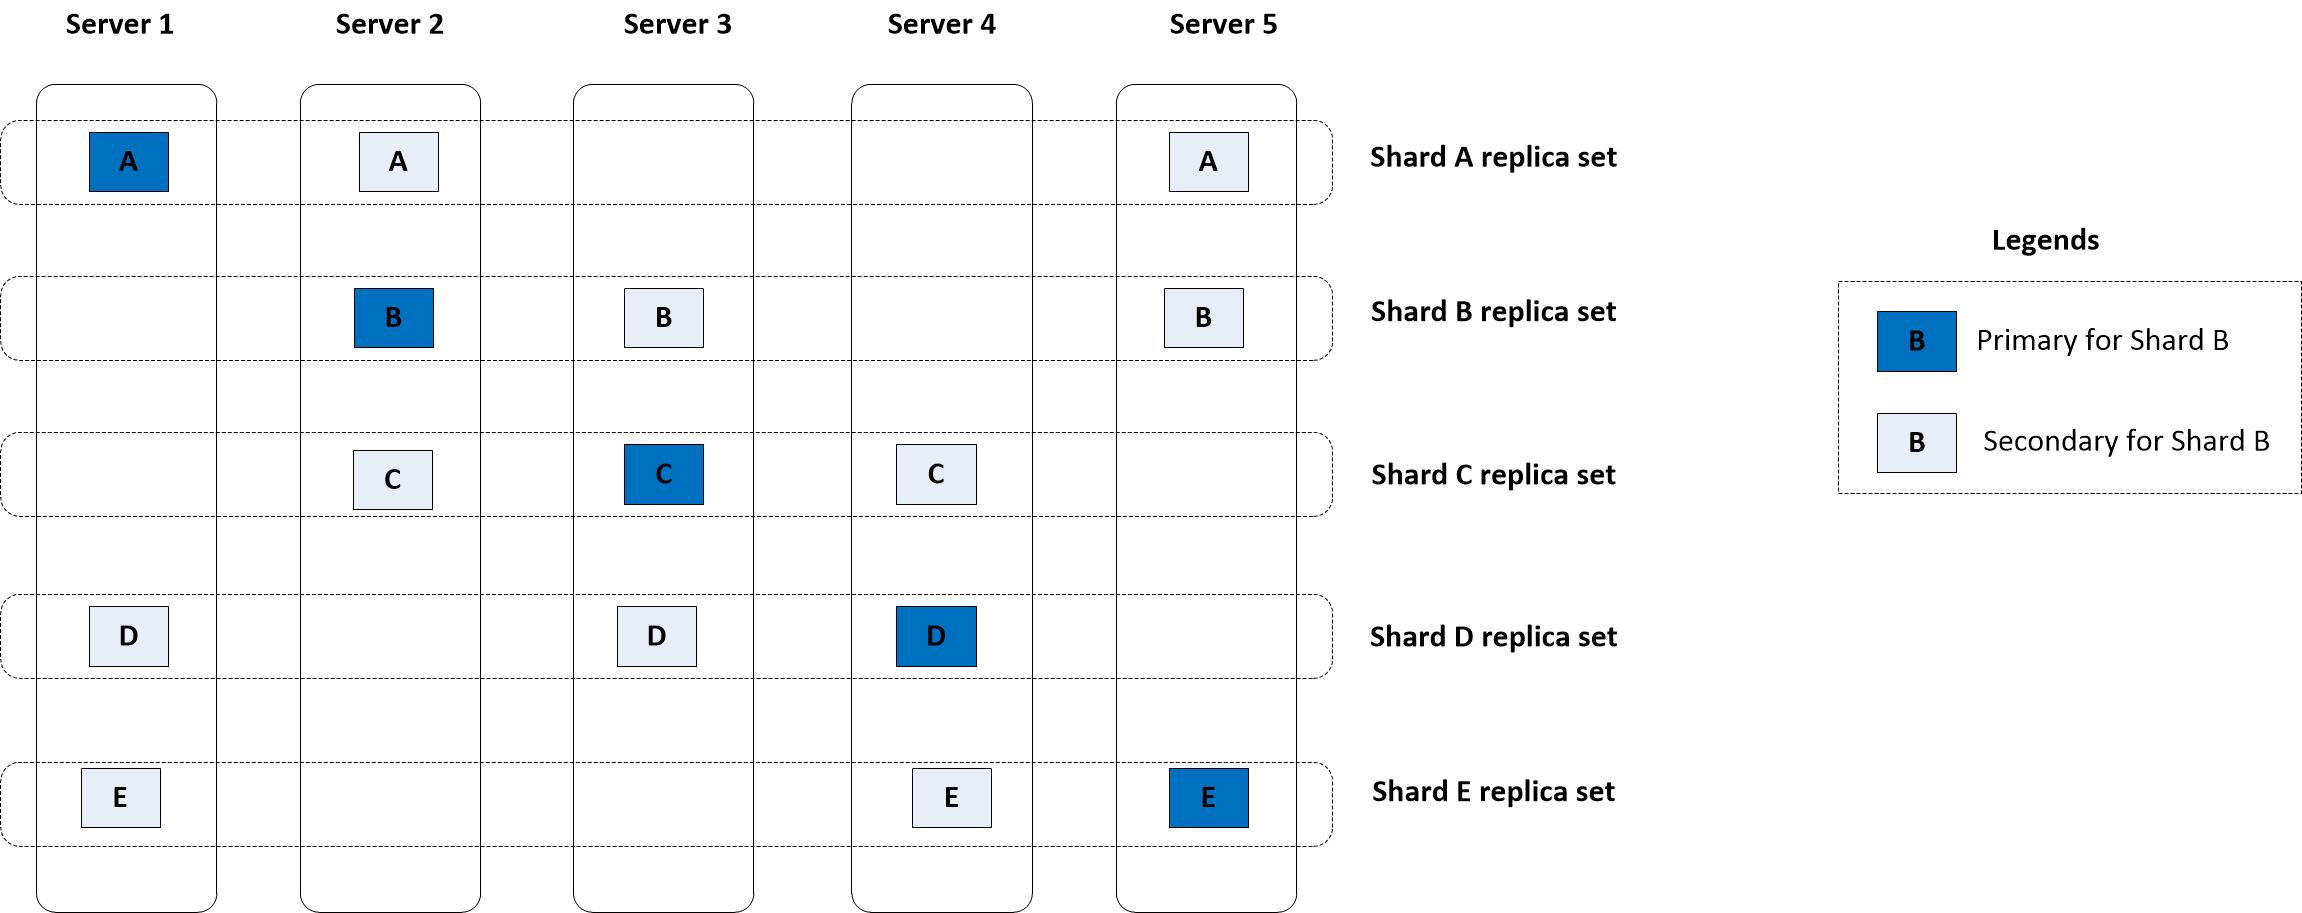 Server 1
Server 2
Server 3
Server 4
Server 5
A
A
A
Shard A replica set
B
B
B
Shard B replica set
C
C
C
Shard C replica set
D
D
D
Shard D replica set
E
E
E
Shard E replica set
Legends
B
Primary for Shard B
B
Secondary for Shard B